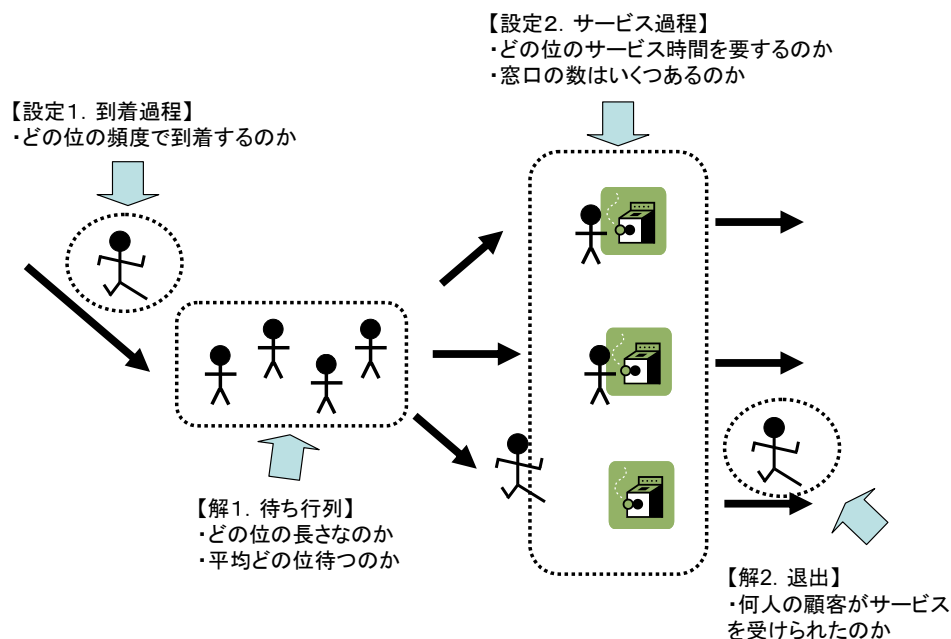 【設定2. サービス過程】
・どの位のサービス時間を要するのか
・窓口の数はいくつあるのか
【設定1. 到着過程】
・どの位の頻度で到着するのか
【解1. 待ち行列】
・どの位の長さなのか
・平均どの位待つのか
【解2. 退出】
・何人の顧客がサービス
を受けられたのか